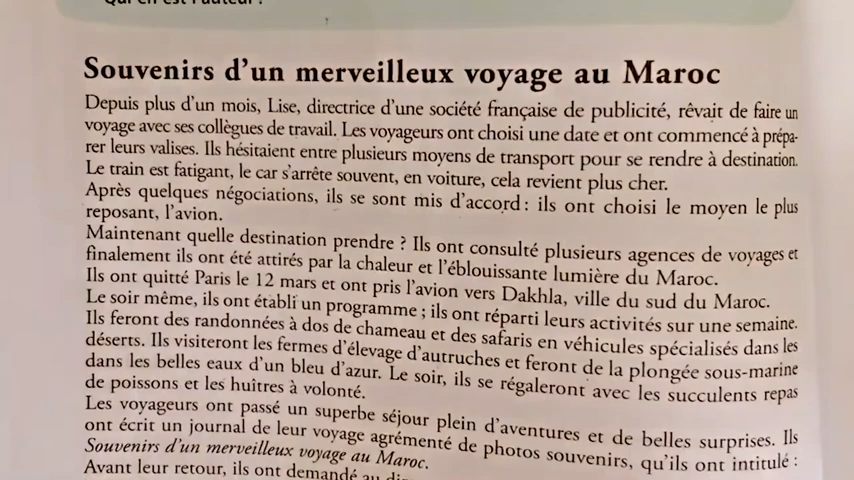 Qui en est l'auteur ?
Souvenirs d'un merveilleux voyage au Maroc
Depuis plus d'un mois, Lise, directrice d'une société française de publicité, rêvait de faire un
voyage avec ses collègues de travail. Les voyageurs ont choisi une date et ont commencé à prépa-
rer leurs valises. Ils hésitaient entre plusieurs moyens de transport pour se rendre à destination.
Le train est fatigant, le car s'arrête souvent, en voiture, cela revient plus cher.
Après quelques négociations, ils se sont mis d'accord : ils ont choisi le moyen le plus
reposant, l'avion.
Maintenant quelle destination prendre ? Ils ont consulté plusieurs agences de voyages et
finalement ils ont été attirés par la chaleur et l'éblouissante lumière du Maroc.
Ils ont quitté Paris le 12 mars et ont pris l'avion vers Dakhla, ville du sud du Maroc.
Le soir même, ils ont établi un programme ; ils ont réparti leurs activités sur une semaine.
Ils feront des randonnées à dos de chameau et des safaris en véhicules spécialisés dans les
déserts. Ils visiteront les fermes d'élevage d'autruches et feront de la plongée sous-marine
dans les belles eaux d'un bleu d'azur. Le soir, ils se régaleront avec les succulents repas
de poissons et les huîtres à volonté.
Les voyageurs ont passé un superbe séjour plein d'aventures et de belles surprises. Ils
ont écrit un journal de leur voyage agrémenté de photos souvenirs, qu'ils ont intitulé :
Souvenirs d'un merveilleux voyage au Maroc.
Avant leur retour, ils ont demandé au